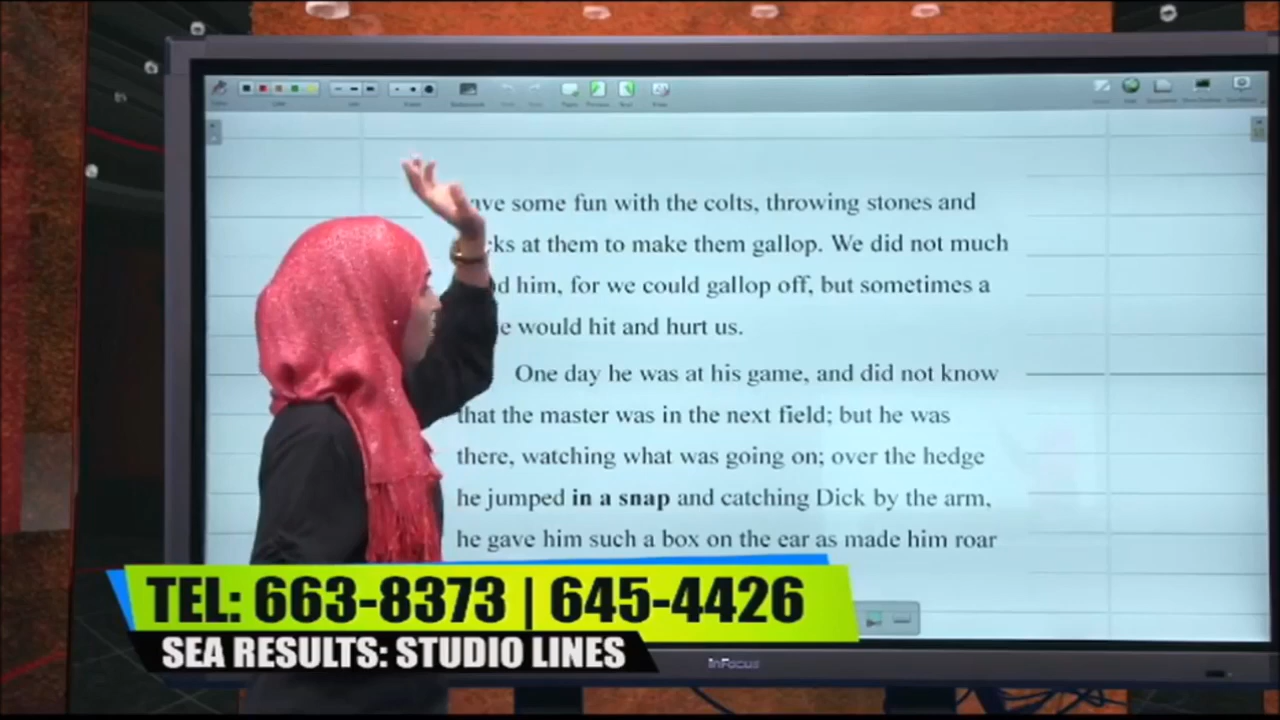 some fun with the colts, throwing stones and
at them to make them gallop. We did not much
him, for we could gallop off, but sometimes a
would hit and hurt us.
One day he was at his game, and did not know
that the master was in the next field; but he was
there, watching what was going on; over the hedge
he jumped in a snap and catching Dick by the arm,
he gave him such a box on the ear as made him roar
TEL: 663-8373 | 645-4426
SEA RESULTS: STUDIO LINES
InFocus